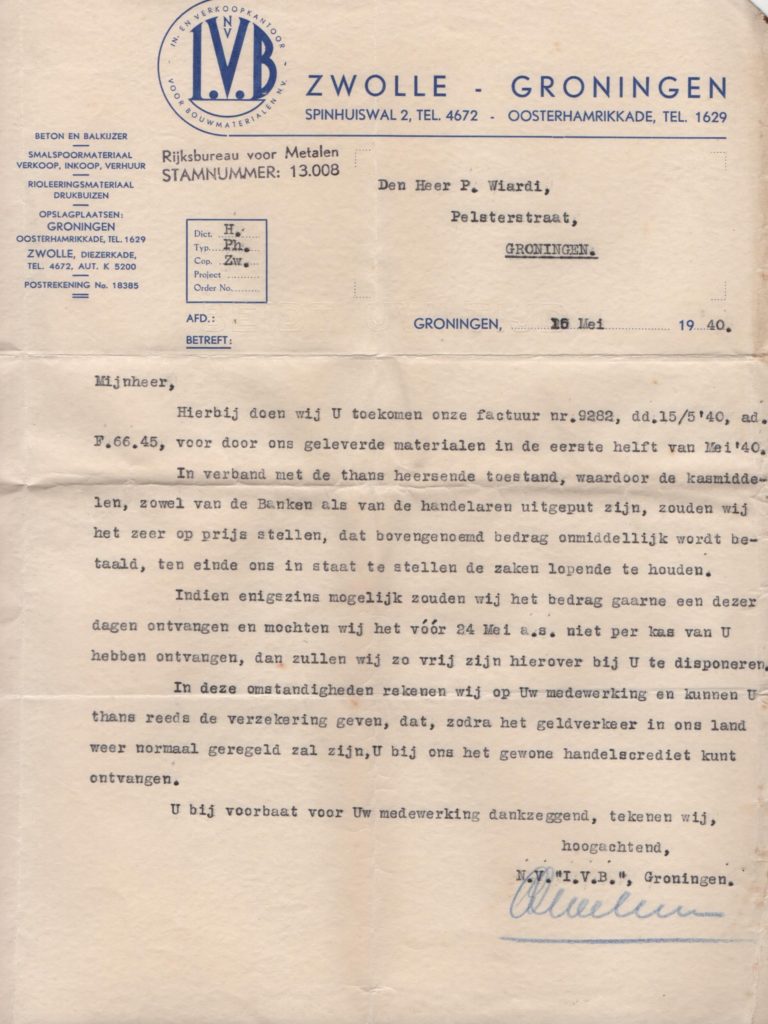 IN- EN VERKOOPKANTOOR
NV
I.V.B
VOOR BOUWMATERIALEN N.V.
ZWOLLE - GRONINGEN
SPINHUISWAL 2, TEL. 4672 - OOSTERHAMRIKKADE, TEL. 1629
BETON EN BALKIJZER
SMALSPOORMATERIAAL
VERKOOP, INKOOP, VERHUUR
RIOLEERINGSMATERIAAL
DRUKBUIZEN
OPSLAGPLAATSEN:
GRONINGEN
OOSTERHAMRIKKADE, TEL. 1629
ZWOLLE, DIEZERKADE,
TEL. 4672, AUT. K 5200
POSTREKENING No. 18385
Rijksbureau voor Metalen
STAMNUMMER: 13.008
Den Heer P. Wiardi,
Pelsterstraat,
GRONINGEN.
Dict. H.
Typ. Ph.
Cop. Zw.
Project
Order No.
AFD.:
BETREFT:
GRONINGEN, Mei 1940.
Mijnheer,
Hierbij doen wij U toekomen onze factuur nr.9282, dd.15/5'40, ad.
F.66.45, voor door ons geleverde materialen in de eerste helft van Mei'40.
In verband met de thans heersende toestand, waardoor de kasmidde-
len, zowel van de Banken als van de handelaren uitgeput zijn, zouden wij
het zeer op prijs stellen, dat bovengenoemd bedrag onmiddellijk wordt be-
taald, ten einde ons in staat te stellen de zaken lopende te houden.
Indien enigszins mogelijk zouden wij het bedrag gaarne een dezer
dagen ontvangen en mochten wij het vóór 24 Mei a.s. niet per kas van U
hebben ontvangen, dan zullen wij zo vrij zijn hierover bij U te disponeren.
In deze omstandigheden rekenen wij op Uw medewerking en kunnen U
thans reeds de verzekering geven, dat, zodra het geldverkeer in ons land
weer normaal geregeld zal zijn,U bij ons het gewone handelscrediet kunt
ontvangen.
U bij voorbaat voor Uw medewerking dankzeggend, tekenen wij,
hoogachtend,
N.V."I.V.B.", Groningen.